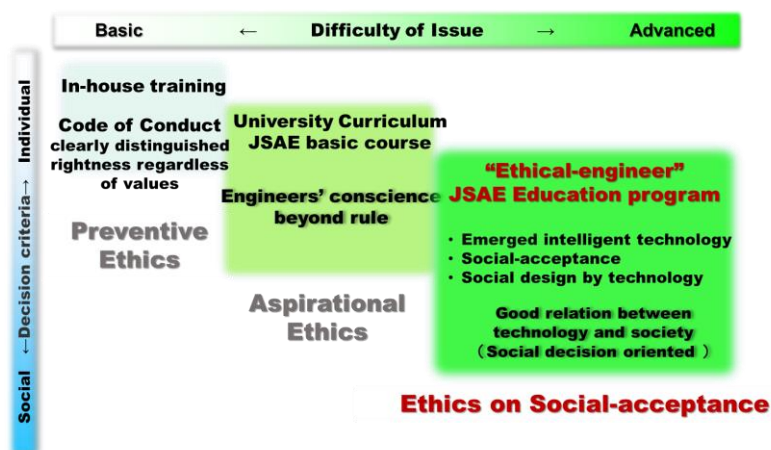 Basic ← Difficulty of Issue → Advanced
Social ←Decision criteria→ Individual
In-house training
Code of Conduct
clearly distinguished
rightness regardless
of values
Preventive
Ethics
University Curriculum
JSAE basic course
Engineers’ conscience
beyond rule
Aspirational
Ethics
“Ethical-engineer”
JSAE Education program
・Emerged intelligent technology
・Social-acceptance
・Social design by technology
Good relation between
technology and society
（Social decision oriented ）
Ethics on Social-acceptance